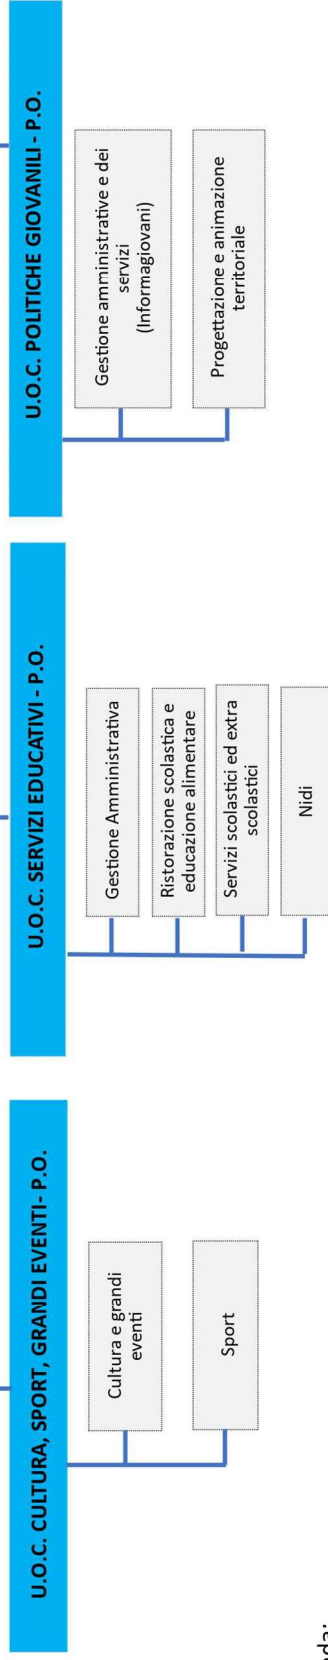 U.O.C. CULTURA, SPORT, GRANDI EVENTI- P.O.
Cultura e grandi
eventi
Sport
U.O.C. SERVIZI EDUCATIVI - P.O.
Gestione Amministrativa
Ristorazione scolastica e
educazione alimentare
Servizi scolastici ed extra
scolastici
Nidi
U.O.C. POLITICHE GIOVANILI - P.O.
Gestione amministrative e dei
servizi
(Informagiovani)
Progettazione e animazione
territoriale